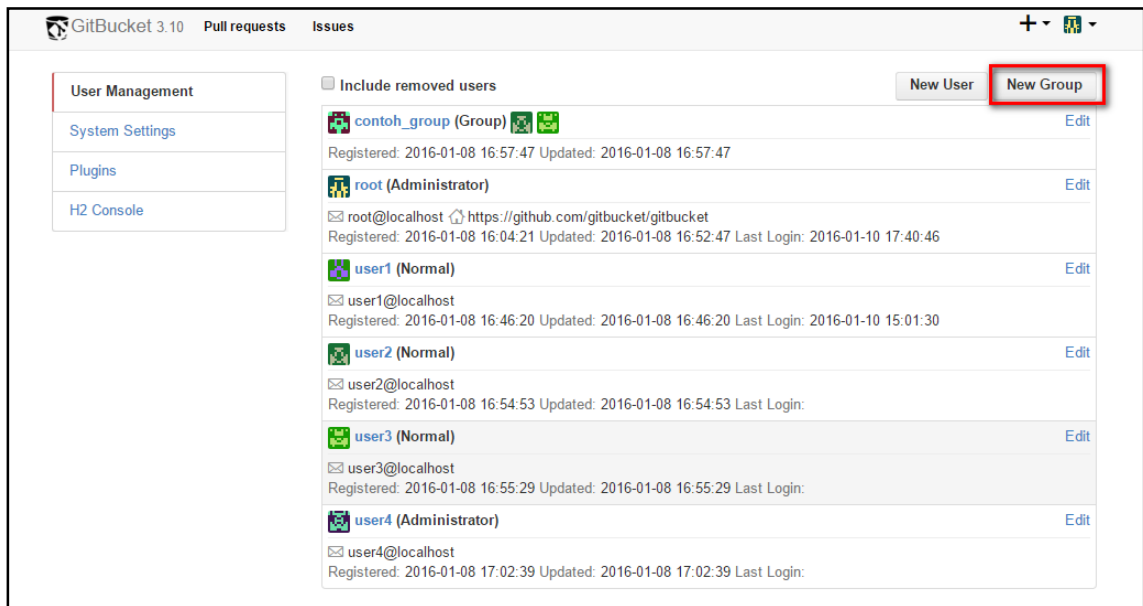 GitBucket 3.10 Pull requests Issues
User Management
System Settings
Plugins
H2 Console
Include removed users New User New Group
contoh_group (Group) Edit
Registered: 2016-01-08 16:57:47 Updated: 2016-01-08 16:57:47
root (Administrator) Edit
root@localhost https://github.com/gitbucket/gitbucket
Registered: 2016-01-08 16:04:21 Updated: 2016-01-08 16:52:47 Last Login: 2016-01-10 17:40:46
user1 (Normal) Edit
user1@localhost
Registered: 2016-01-08 16:46:20 Updated: 2016-01-08 16:46:20 Last Login: 2016-01-10 15:01:30
user2 (Normal) Edit
user2@localhost
Registered: 2016-01-08 16:54:53 Updated: 2016-01-08 16:54:53 Last Login:
user3 (Normal) Edit
user3@localhost
Registered: 2016-01-08 16:55:29 Updated: 2016-01-08 16:55:29 Last Login:
user4 (Administrator) Edit
user4@localhost
Registered: 2016-01-08 17:02:39 Updated: 2016-01-08 17:02:39 Last Login: